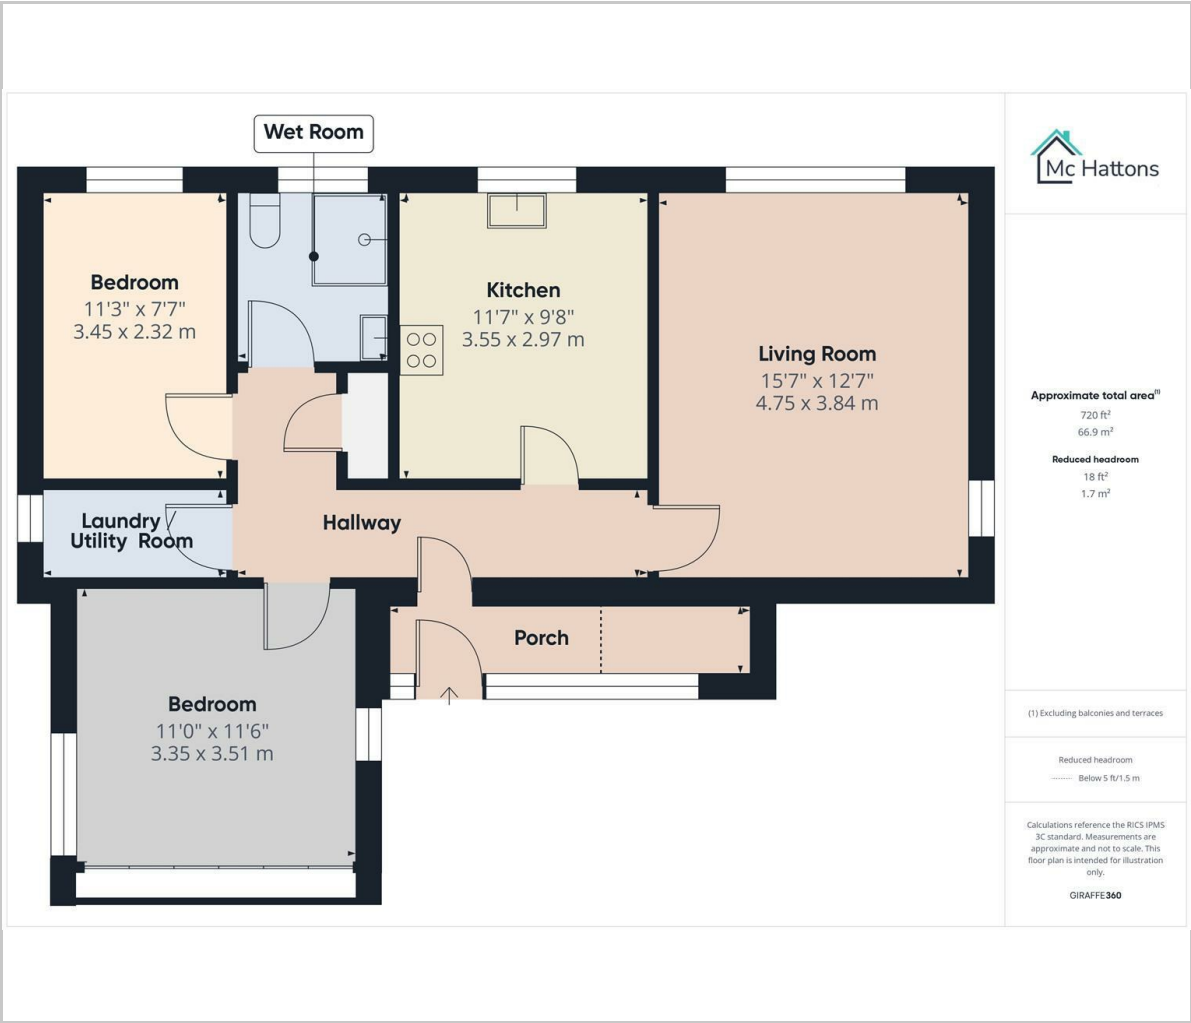 Wet Room
Bedroom
11'3" x 7'7"
3.45 x 2.32 m
Kitchen
11'7" x 9'8"
3.55 x 2.97 m
Living Room
15'7" x 12'7"
4.75 x 3.84 m
Laundry /
Utility Room
Hallway
Porch
Bedroom
11'0" x 11'6"
3.35 x 3.51 m
Mc Hattons
Approximate total area(1)
720 ft²
66.9 m²
Reduced headroom
18 ft²
1.7 m²
(1) Excluding balconies and terraces
Reduced headroom
Below 5 ft/1.5 m
Calculations reference the RICS IPMS
3C standard. Measurements are
approximate and not to scale. This
floor plan is intended for illustration
only.
GIRAFFE360